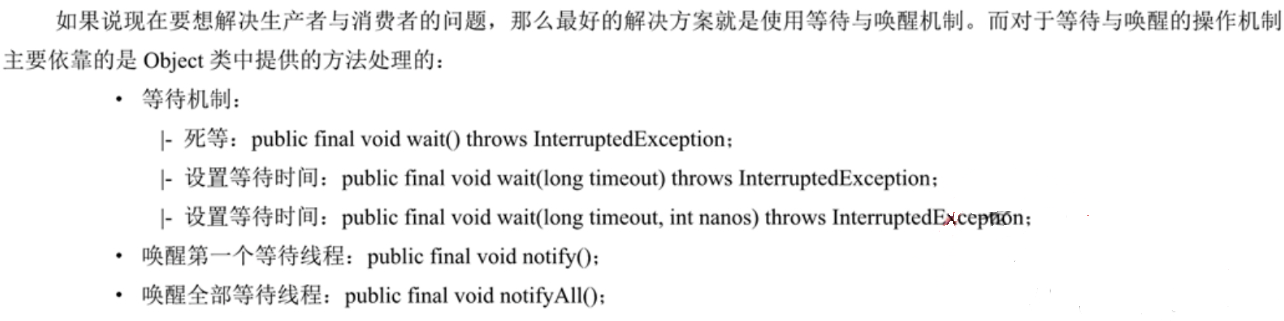 如果说现在要想解决生产者与消费者的问题，那么最好的解决方案就是使用等待与唤醒机制。而对于等待与唤醒的操作机制
主要依靠的是 Object 类中提供的方法处理的：
• 等待机制：
|- 死等：public final void wait() throws InterruptedException；
|- 设置等待时间：public final void wait(long timeout) throws InterruptedException；
|- 设置等待时间：public final void wait(long timeout, int nanos) throws InterruptedException；
• 唤醒第一个等待线程：public final void notify()；
• 唤醒全部等待线程：public final void notifyAll()；